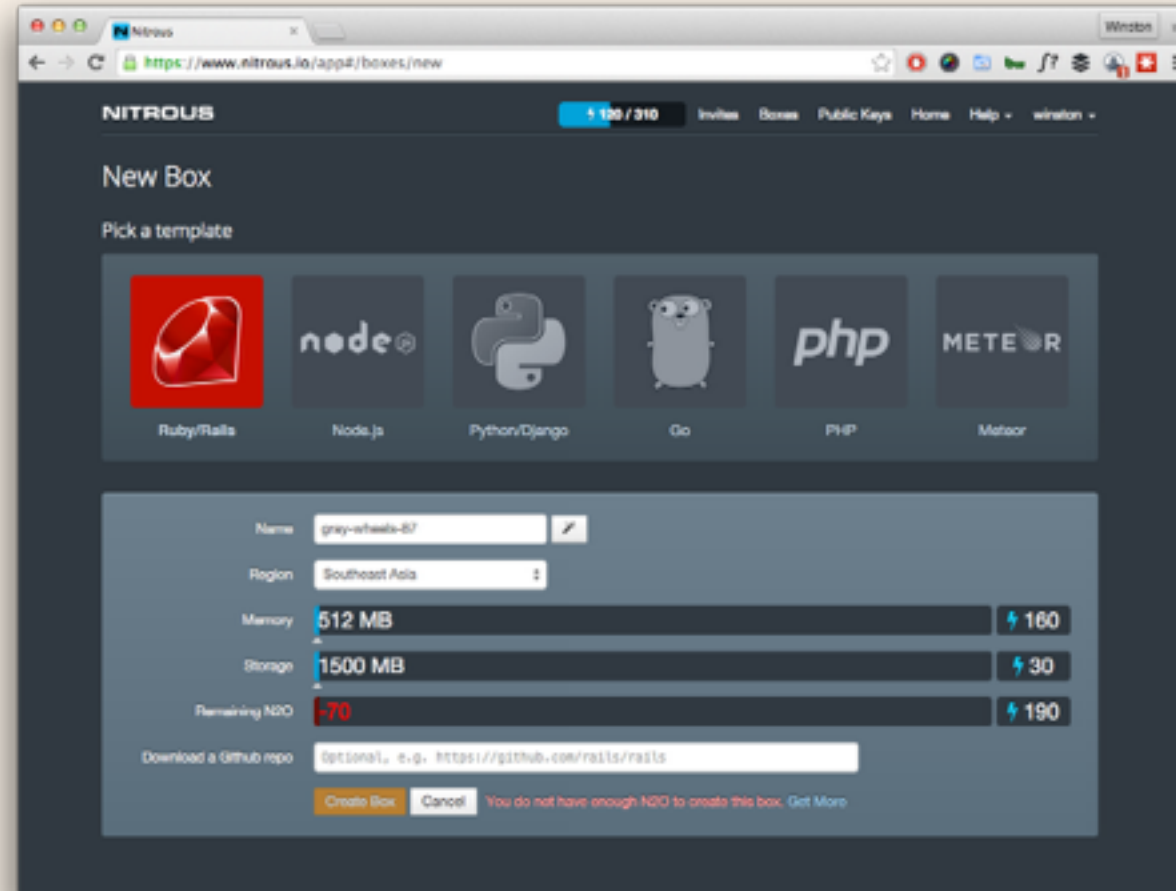 Nitrous
Winston
https://www.nitrous.io/app#/boxes/new
NITROUS
120 / 310 Invites Boxes Public Keys Home Help winston
New Box
Pick a template
node js php METEOR
Ruby/Rails Node.js Python/Django Go PHP Meteor
Name gray-wheels-87
Region Southeast Asia
Memory 512 MB 160
Storage 1500 MB 30
Remaining N2O -70 190
Download a Github repo Optional, e.g. https://github.com/rails/rails
Create Box Cancel You do not have enough N2O to create this box. Get More